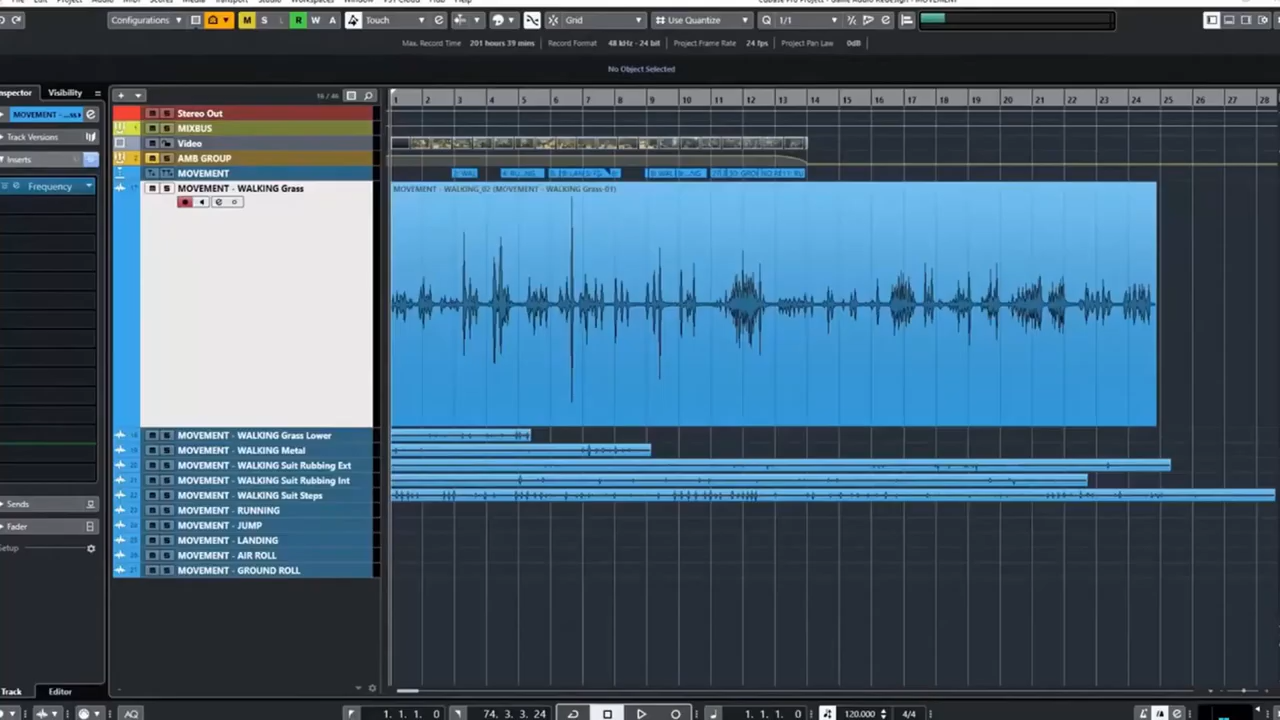 Configurations M S L R W A Touch Grid Use Quantize Q 1/1
Max. Record Time 201 hours 39 mins Record Format 48 kHz - 24 bit Project Frame Rate 24 fps Project Pan Law 0dB
No Object Selected
Inspector Visibility
MOVEMENT
Track Versions
Inserts
Frequency
Sends
Fader
Setup
1 2 3 4 5 6 7 8 9 10 11 12 13 14 15 16 17 18 19 20 21 22 23 24 25 26 27 28
Stereo Out
MIXBUS
Video
AMB GROUP
MOVEMENT
MOVEMENT - WALKING Grass
MOVEMENT - WALKING_02 (MOVEMENT - WALKING Grass-01)
MOVEMENT - WALKING Grass Lower
MOVEMENT - WALKING Metal
MOVEMENT - WALKING Suit Rubbing Ext
MOVEMENT - WALKING Suit Rubbing Int
MOVEMENT - WALKING Suit Steps
MOVEMENT - RUNNING
MOVEMENT - JUMP
MOVEMENT - LANDING
MOVEMENT - AIR ROLL
MOVEMENT - GROUND ROLL
Track Editor
AQ 1. 1. 1. 0 74. 3. 3. 24 1. 1. 1. 0 120.000 4/4